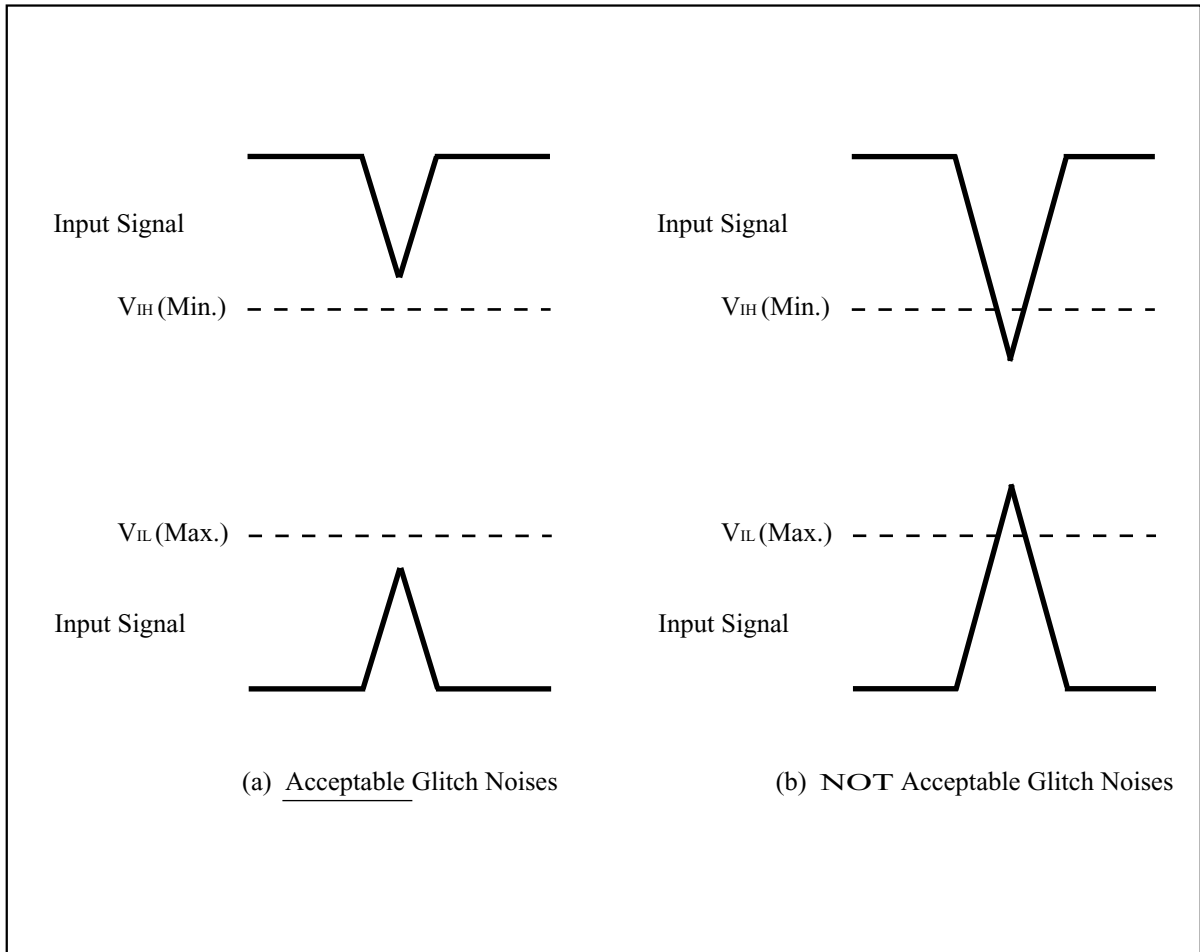 Input Signal
VIH (Min.)
VIL (Max.)
Input Signal
(a) Acceptable Glitch Noises
Input Signal
VIH (Min.)
VIL (Max.)
Input Signal
(b) NOT Acceptable Glitch Noises